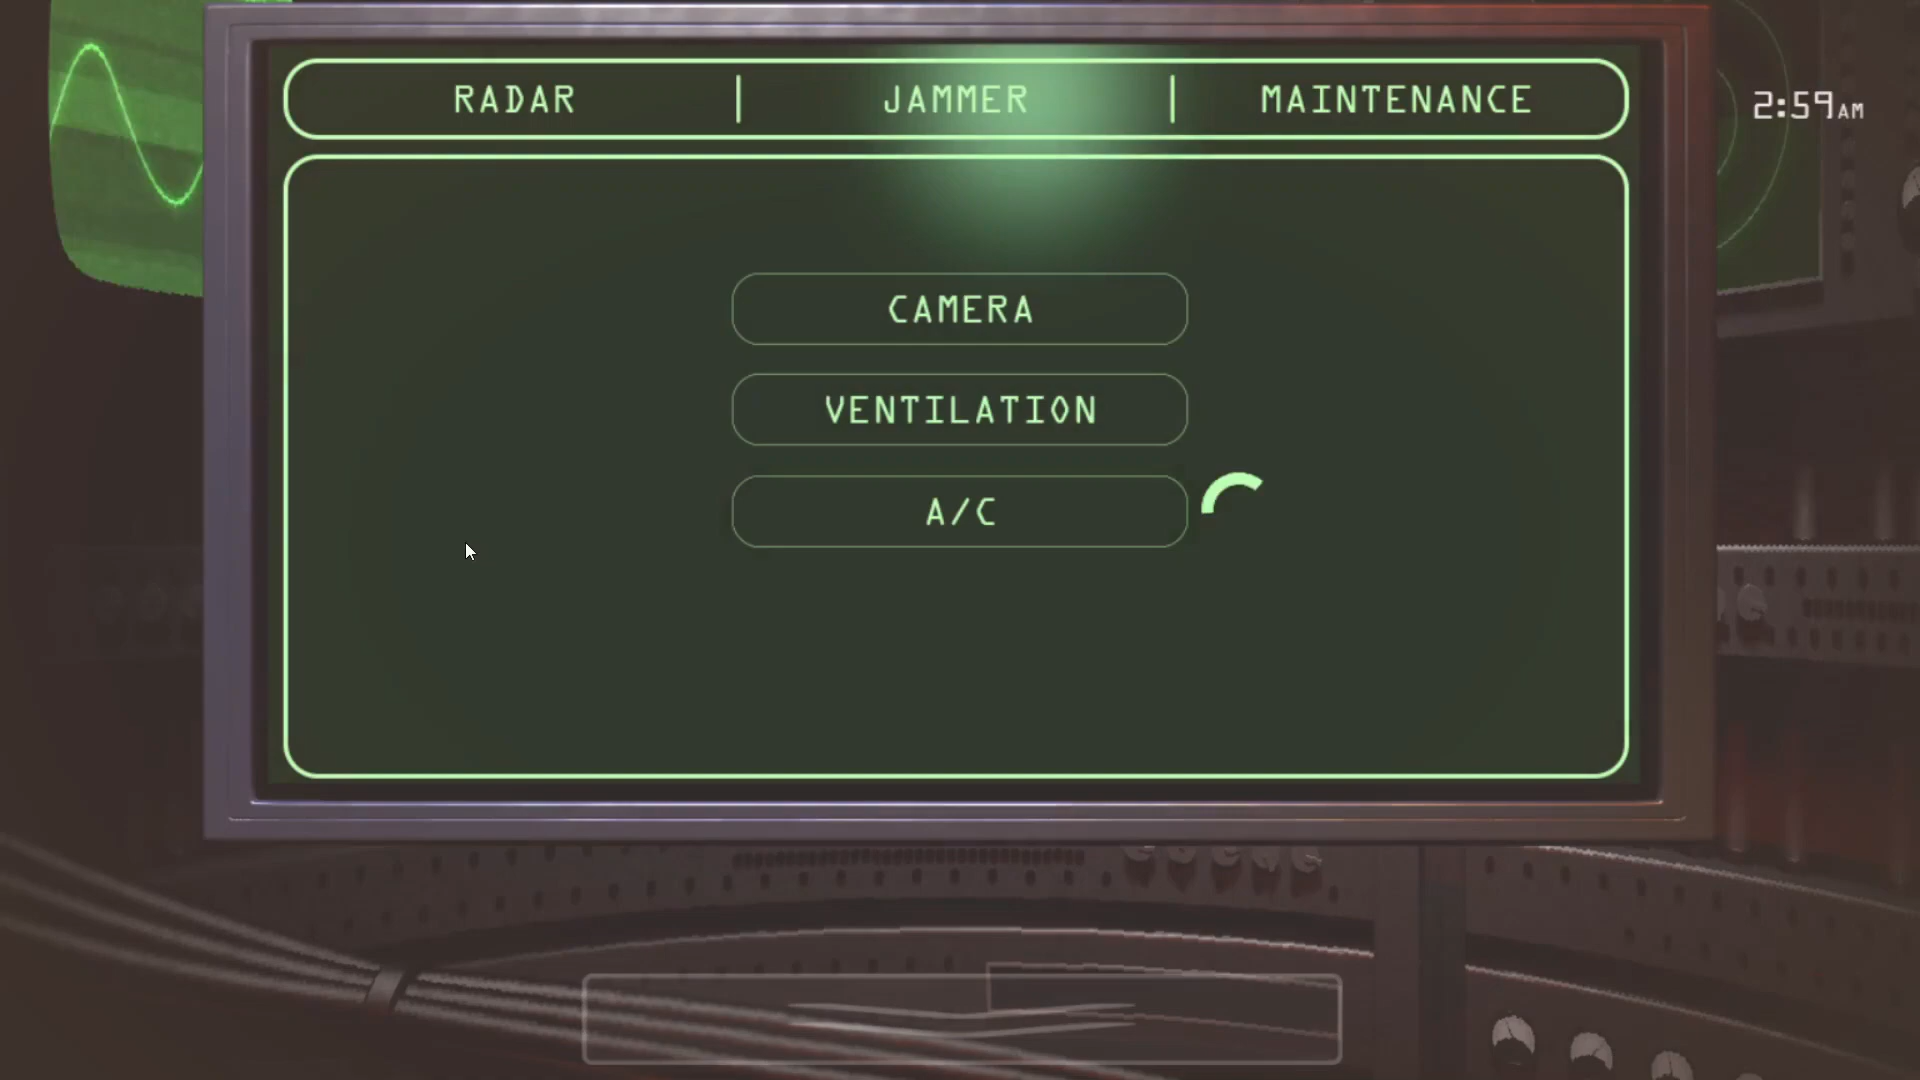 RADAR | JAMMER | MAINTENANCE
2:59AM
CAMERA
VENTILATION
A/C